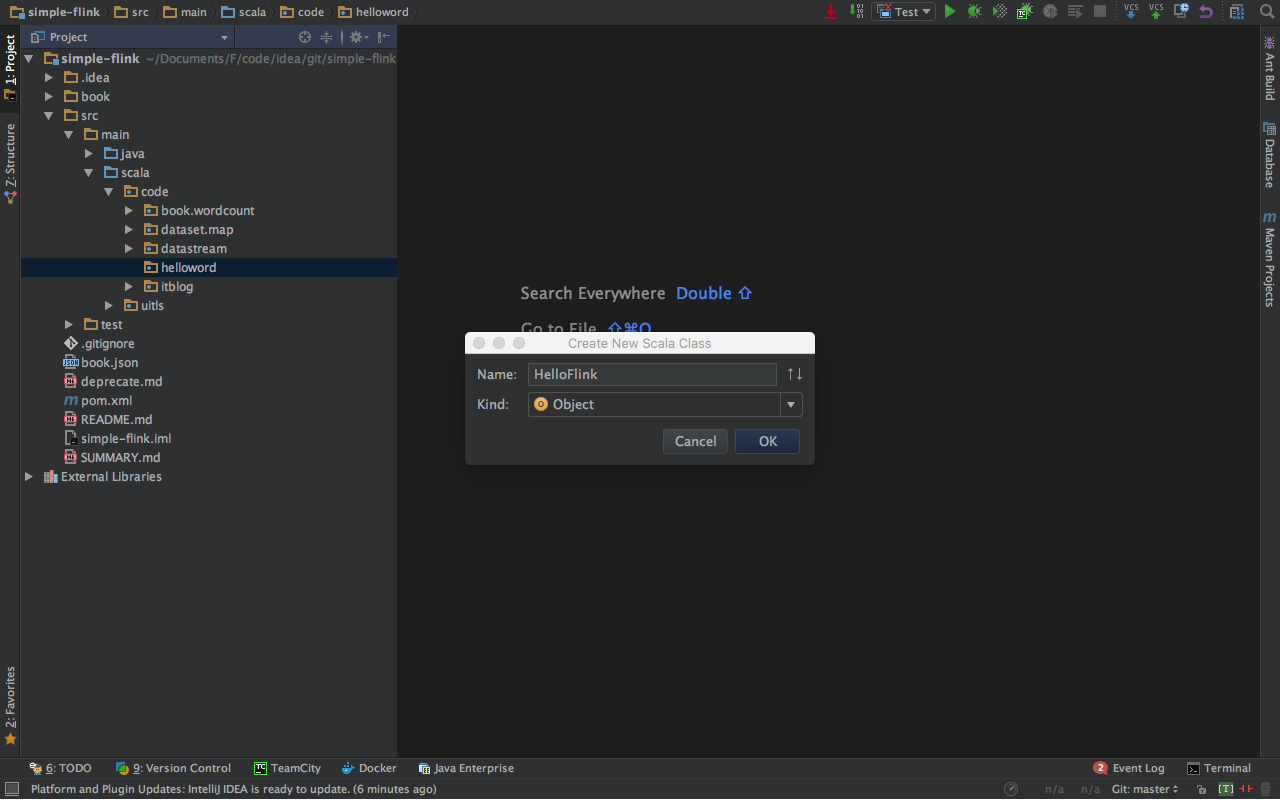 simple-flink src main scala code helloword Test VCS VCS
1: Project
Z: Structure
2: Favorites
Project
simple-flink ~/Documents/F/code/idea/git/simple-flink
.idea
book
src
main
java
scala
code
book.wordcount
dataset.map
datastream
helloword
itblog
uitls
test
.gitignore
book.json
deprecate.md
pom.xml
README.md
simple-flink.iml
SUMMARY.md
External Libraries
Search Everywhere Double ⇧
Go to File ⇧⌘O
Create New Scala Class
Name: HelloFlink
Kind: Object
Cancel OK
Ant Build
Database
Maven Projects
6: TODO 9: Version Control TeamCity Docker Java Enterprise 2 Event Log Terminal
Platform and Plugin Updates: IntelliJ IDEA is ready to update. (6 minutes ago) n/a n/a Git: master [T]